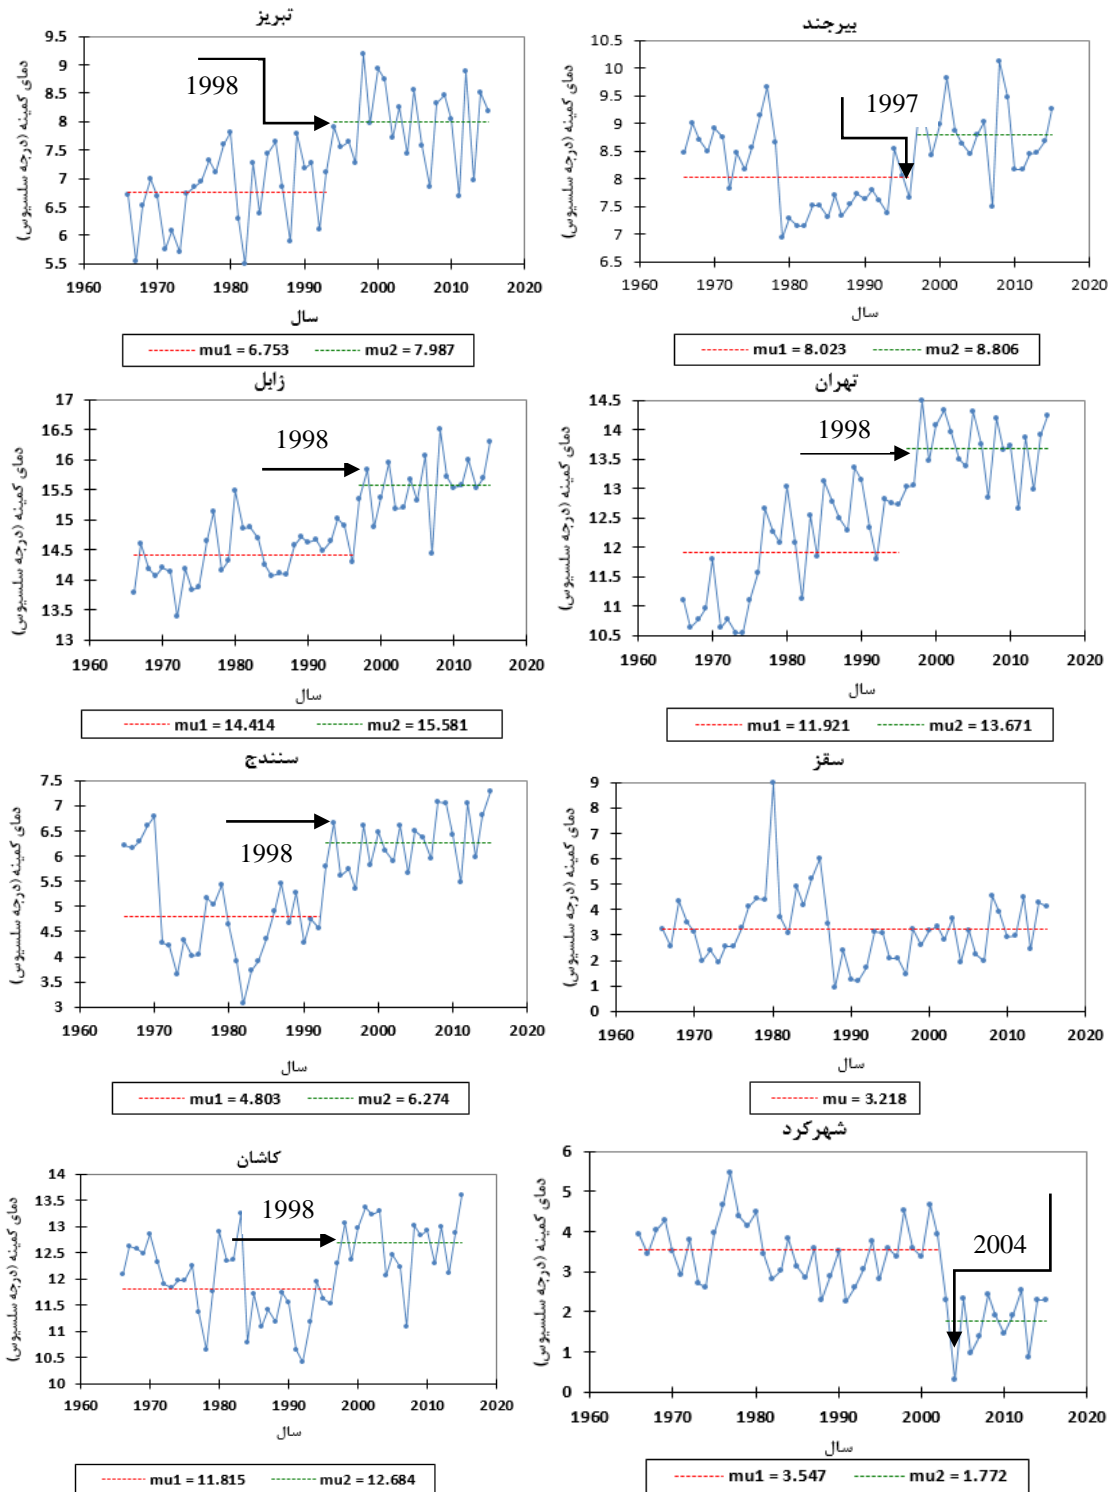 تبریز
دمای کمینه (درجه سلسیوس)
9.5
9
8.5
8
7.5
7
6.5
6
5.5
1998
1960 1970 1980 1990 2000 2010 2020
سال
mu1 = 6.753 mu2 = 7.987
بیرجند
دمای کمینه (درجه سلسیوس)
10.5
9.5
8.5
7.5
6.5
10
9
8
7
1997
1960 1970 1980 1990 2000 2010 2020
سال
mu1 = 8.023 mu2 = 8.806
زابل
دمای کمینه (درجه سلسیوس)
17
16.5
16
15.5
15
14.5
14
13.5
13
1998
1960 1970 1980 1990 2000 2010 2020
سال
mu1 = 14.414 mu2 = 15.581
تهران
دمای کمینه (درجه سلسیوس)
14.5
14
13.5
13
12.5
12
11.5
11
10.5
1998
1960 1970 1980 1990 2000 2010 2020
سال
mu1 = 11.921 mu2 = 13.671
سنندج
دمای کمینه (درجه سلسیوس)
7.5
7
6.5
6
5.5
5
4.5
4
3.5
3
1998
1960 1970 1980 1990 2000 2010 2020
سال
mu1 = 4.803 mu2 = 6.274
سقز
دمای کمینه (درجه سلسیوس)
9
8
7
6
5
4
3
2
1
0
1960 1970 1980 1990 2000 2010 2020
سال
mu = 3.218
کاشان
دمای کمینه (درجه سلسیوس)
14
13.5
13
12.5
12
11.5
11
10.5
10
1998
1960 1970 1980 1990 2000 2010 2020
سال
mu1 = 11.815 mu2 = 12.684
شهرکرد
دمای کمینه (درجه سلسیوس)
6
5
4
3
2
1
0
2004
1960 1970 1980 1990 2000 2010 2020
سال
mu1 = 3.547 mu2 = 1.772